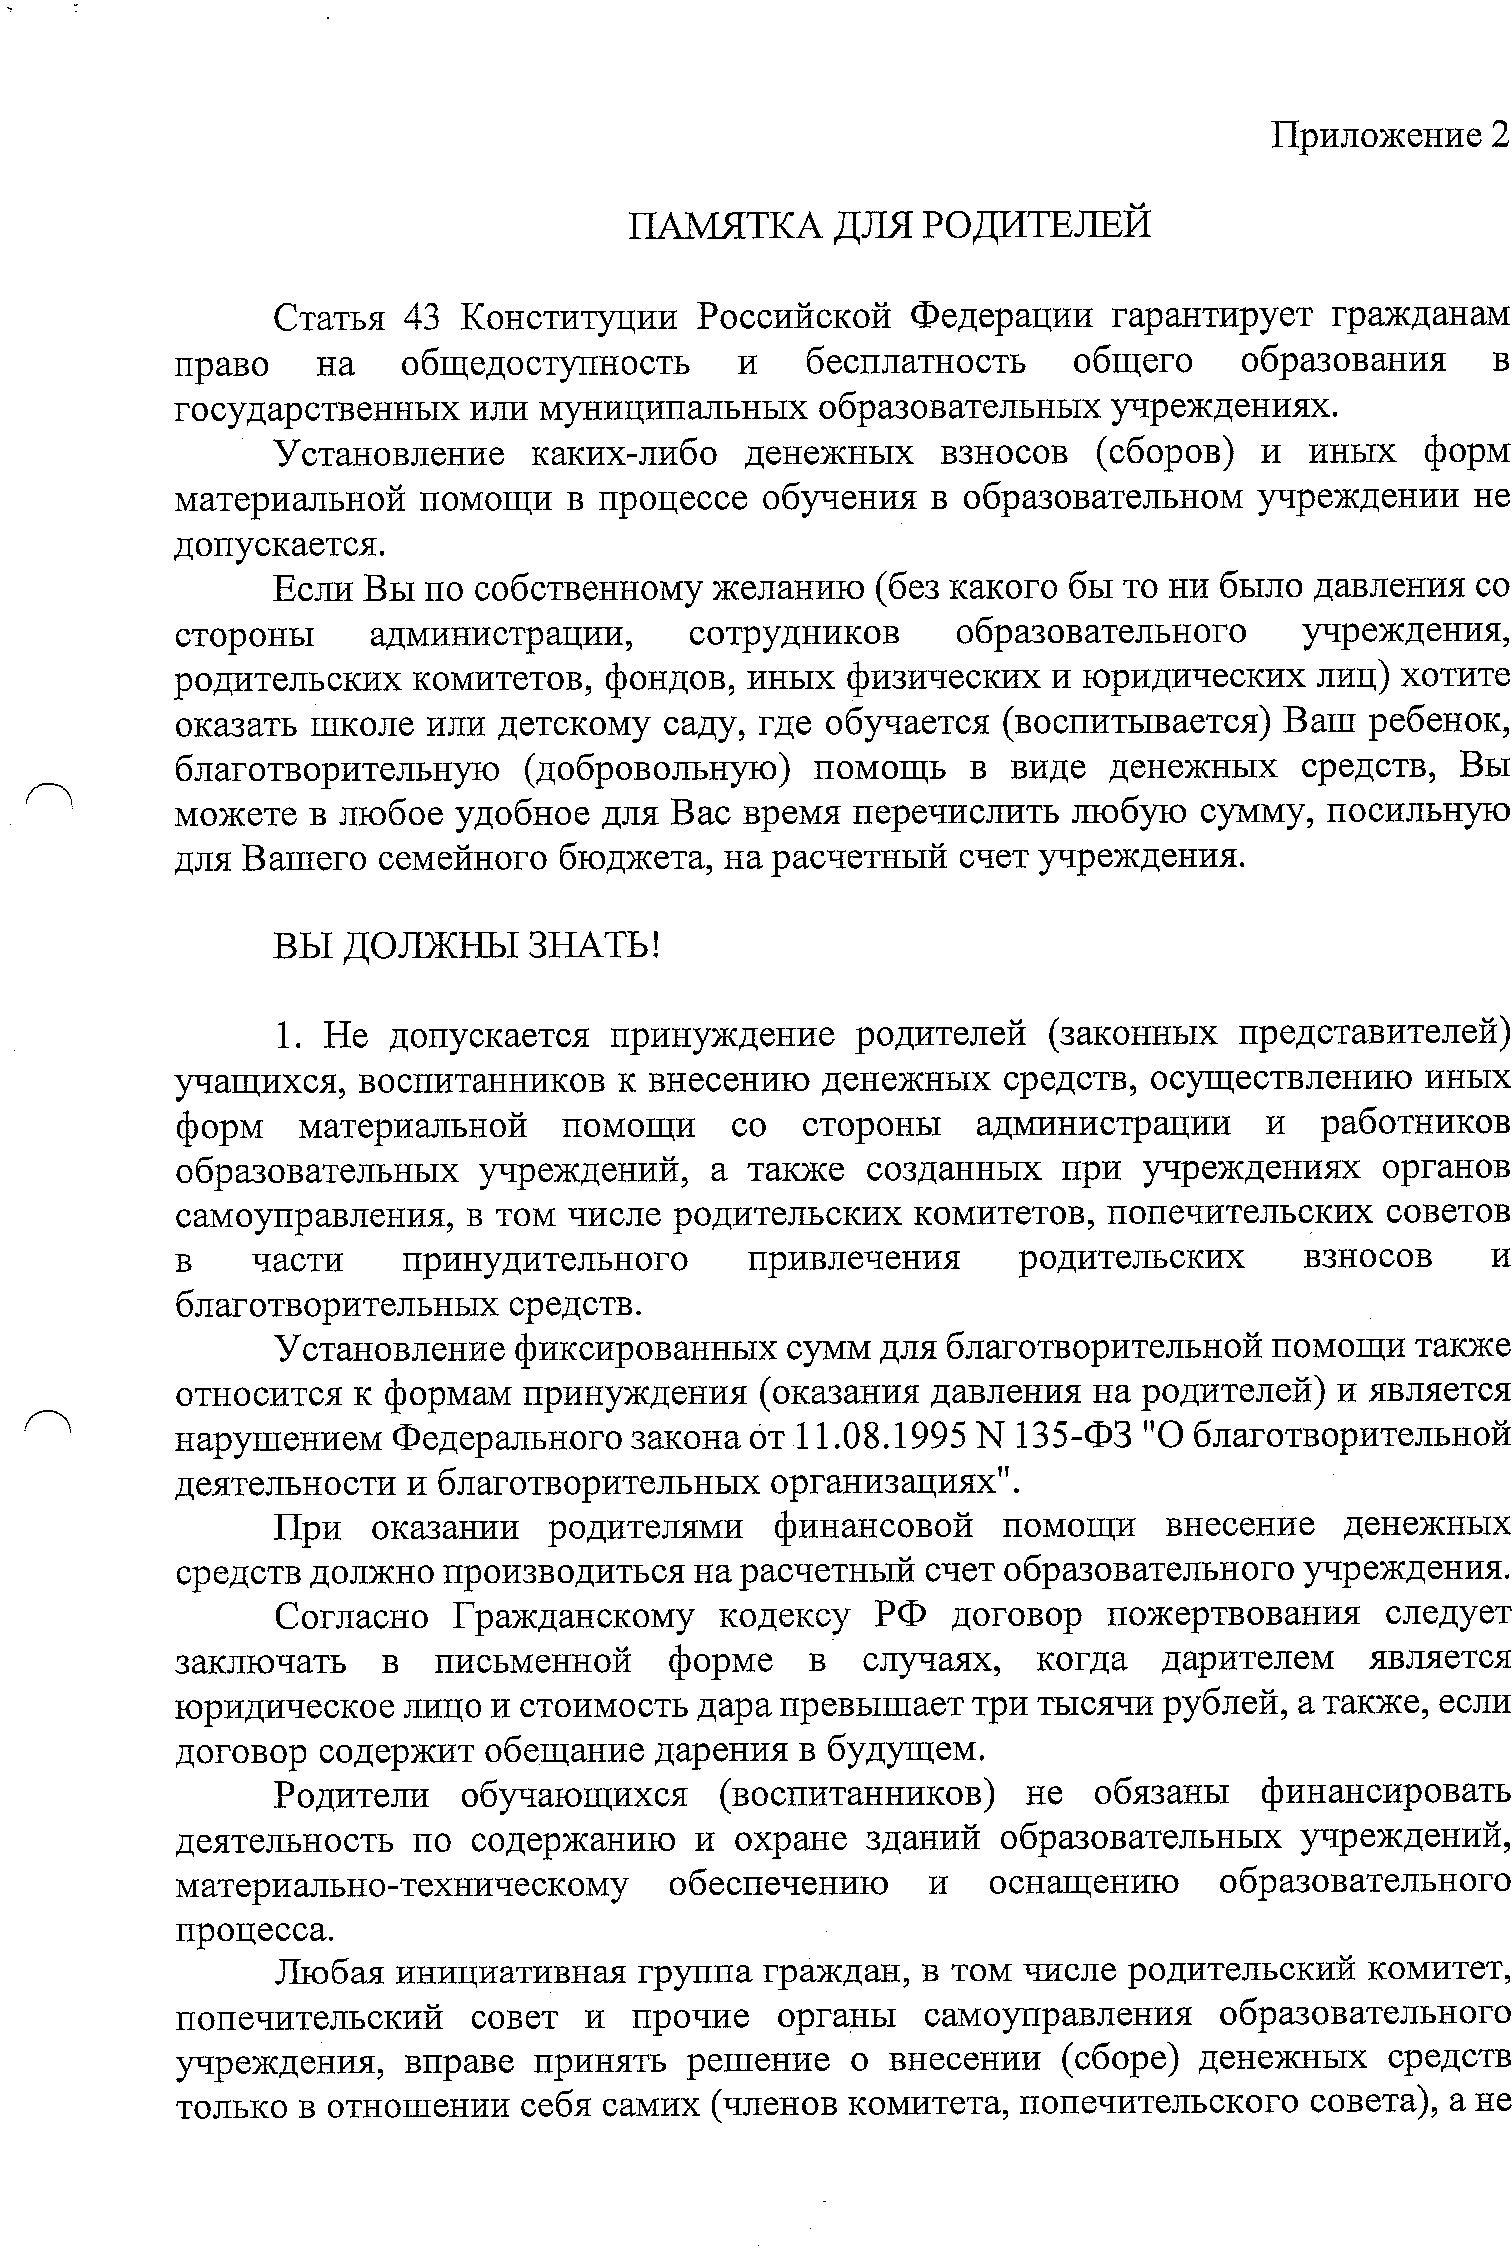 Приложение 2
ПАМЯТКА ДЛЯ РОДИТЕЛЕЙ
Статья 43 Конституции Российской Федерации гарантирует гражданам
право на общедоступность и бесплатность общего образования в
государственных или муниципальных образовательных учреждениях.
Установление каких-либо денежных взносов (сборов) и иных форм
материальной помощи в процессе обучения в образовательном учреждении не
допускается.
Если Вы по собственному желанию (без какого бы то ни было давления со
стороны администрации, сотрудников образовательного учреждения,
родительских комитетов, фондов, иных физических и юридических лиц) хотите
оказать школе или детскому саду, где обучается (воспитывается) Ваш ребенок,
благотворительную (добровольную) помощь в виде денежных средств, Вы
можете в любое удобное для Вас время перечислить любую сумму, посильную
для Вашего семейного бюджета, на расчетный счет учреждения.
ВЫ ДОЛЖНЫ ЗНАТЬ!
1. Не допускается принуждение родителей (законных представителей)
учащихся, воспитанников к внесению денежных средств, осуществлению иных
форм материальной помощи со стороны администрации и работников
образовательных учреждений, а также созданных при учреждениях органов
самоуправления, в том числе родительских комитетов, попечительских советов
в части принудительного привлечения родительских взносов и
благотворительных средств.
Установление фиксированных сумм для благотворительной помощи также
относится к формам принуждения (оказания давления на родителей) и является
нарушением Федерального закона от 11.08.1995 N 135-ФЗ "О благотворительной
деятельности и благотворительных организациях".
При оказании родителями финансовой помощи внесение денежных
средств должно производиться на расчетный счет образовательного учреждения.
Согласно Гражданскому кодексу РФ договор пожертвования следует
заключать в письменной форме в случаях, когда дарителем является
юридическое лицо и стоимость дара превышает три тысячи рублей, а также, если
договор содержит обещание дарения в будущем.
Родители обучающихся (воспитанников) не обязаны финансировать
деятельность по содержанию и охране зданий образовательных учреждений,
материально-техническому обеспечению и оснащению образовательного
процесса.
Любая инициативная группа граждан, в том числе родительский комитет,
попечительский совет и прочие органы самоуправления образовательного
учреждения, вправе принять решение о внесении (сборе) денежных средств
только в отношении себя самих (членов комитета, попечительского совета), а не